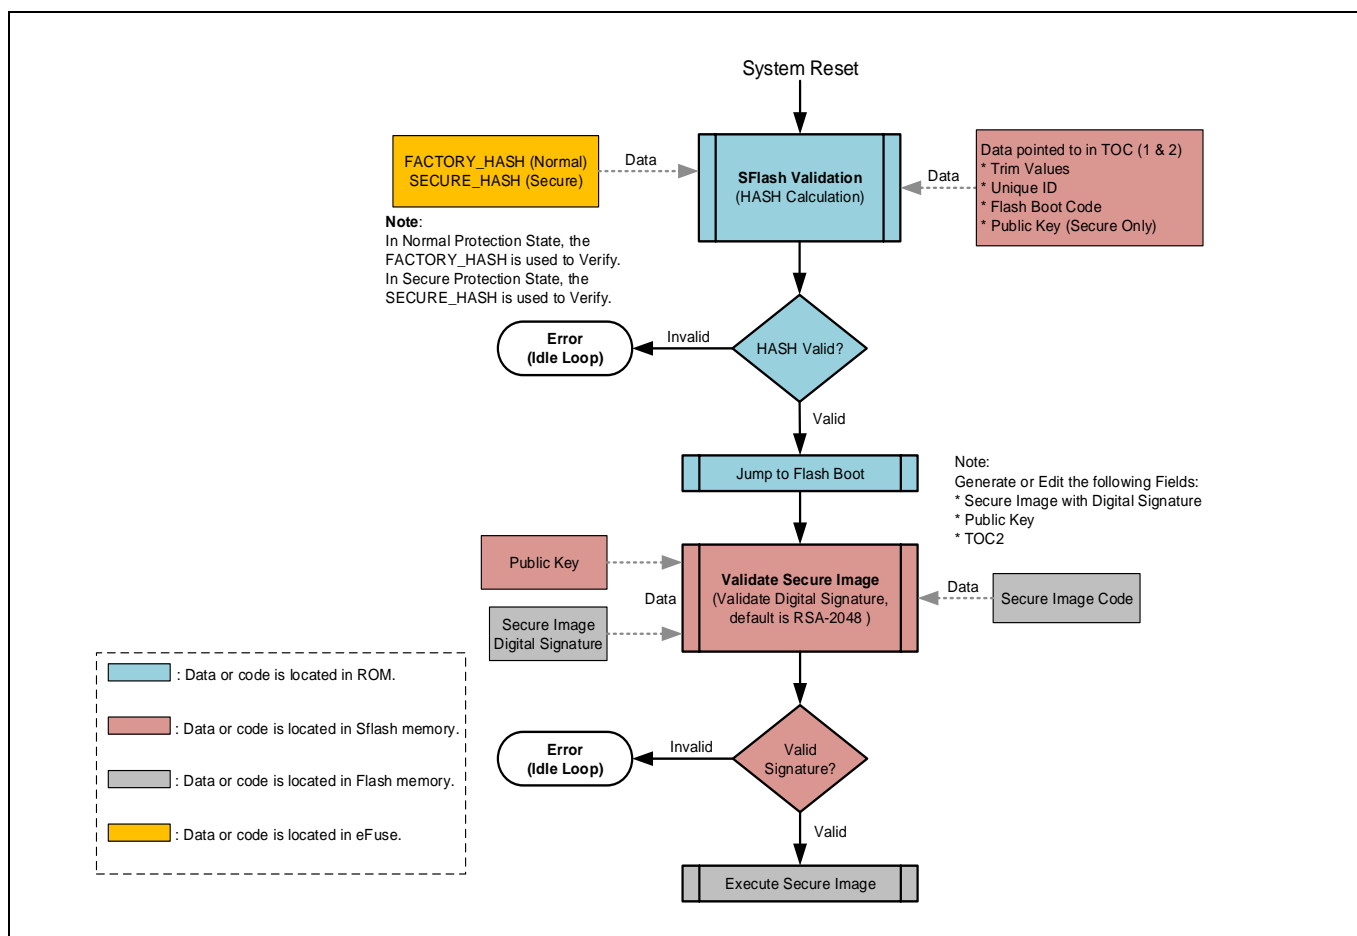 System Reset
FACTORY_HASH (Normal)
SECURE_HASH (Secure)
Data
SFlash Validation
(HASH Calculation)
Data
Data pointed to in TOC (1 & 2)
* Trim Values
* Unique ID
* Flash Boot Code
* Public Key (Secure Only)
Note:
In Normal Protection State, the
FACTORY_HASH is used to Verify.
In Secure Protection State, the
SECURE_HASH is used to Verify.
Error
(Idle Loop)
Invalid
HASH Valid?
Valid
Jump to Flash Boot
Note:
Generate or Edit the following Fields:
* Secure Image with Digital Signature
* Public Key
* TOC2
Public Key
Secure Image
Digital Signature
Data
Validate Secure Image
(Validate Digital Signature,
default is RSA-2048 )
Data
Secure Image Code
: Data or code is located in ROM.
: Data or code is located in Sflash memory.
: Data or code is located in Flash memory.
: Data or code is located in eFuse.
Error
(Idle Loop)
Invalid
Valid
Signature?
Valid
Execute Secure Image